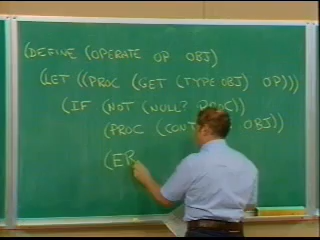 (DEFINE (OPERATE OP OBJ)
(LET ((PROC (GET (TYPE OBJ) OP)))
(IF (NOT (NULL? PROC))
(PROC (CONT OBJ))
(ER